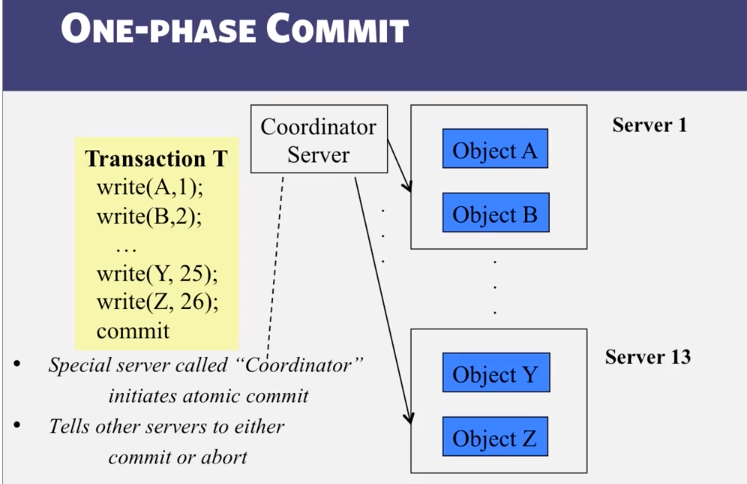 ONE-PHASE COMMIT
Transaction T
write(A,1);
write(B,2);
…
write(Y, 25);
write(Z, 26);
commit
Coordinator
Server
Object A
Object B
Server 1
.
.
.
.
.
.
Object Y
Object Z
Server 13
• Special server called “Coordinator”
initiates atomic commit
• Tells other servers to either
commit or abort